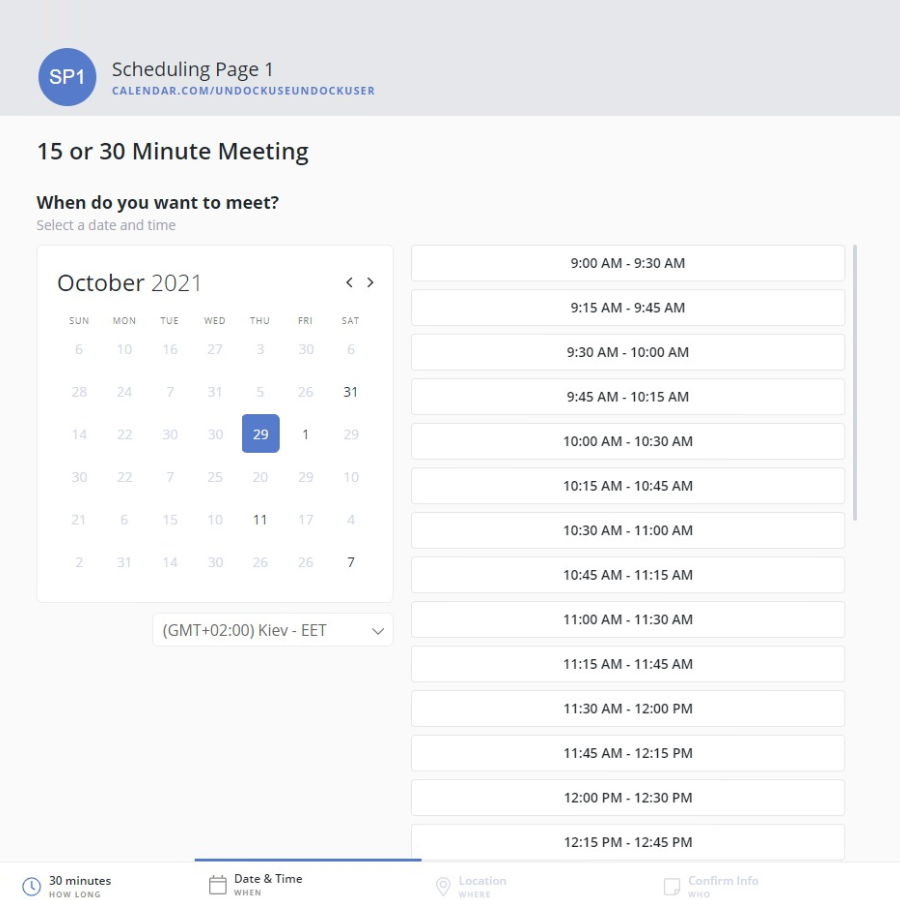 SP1
Scheduling Page 1
CALENDAR.COM/UNDOCKUSEUNDOCKUSER
15 or 30 Minute Meeting
When do you want to meet?
Select a date and time
October 2021
SUN MON TUE WED THU FRI SAT
6 10 16 27 3 30 6
28 24 7 31 5 26 31
14 22 30 30 29 1 29
30 22 7 25 20 29 10
21 6 15 10 11 17 4
2 31 14 30 26 26 7
(GMT+02:00) Kiev - EET
9:00 AM - 9:30 AM
9:15 AM - 9:45 AM
9:30 AM - 10:00 AM
9:45 AM - 10:15 AM
10:00 AM - 10:30 AM
10:15 AM - 10:45 AM
10:30 AM - 11:00 AM
10:45 AM - 11:15 AM
11:00 AM - 11:30 AM
11:15 AM - 11:45 AM
11:30 AM - 12:00 PM
11:45 AM - 12:15 PM
12:00 PM - 12:30 PM
12:15 PM - 12:45 PM
30 minutes
HOW LONG
Date & Time
WHEN
Location
WHERE
Confirm Info
WHO